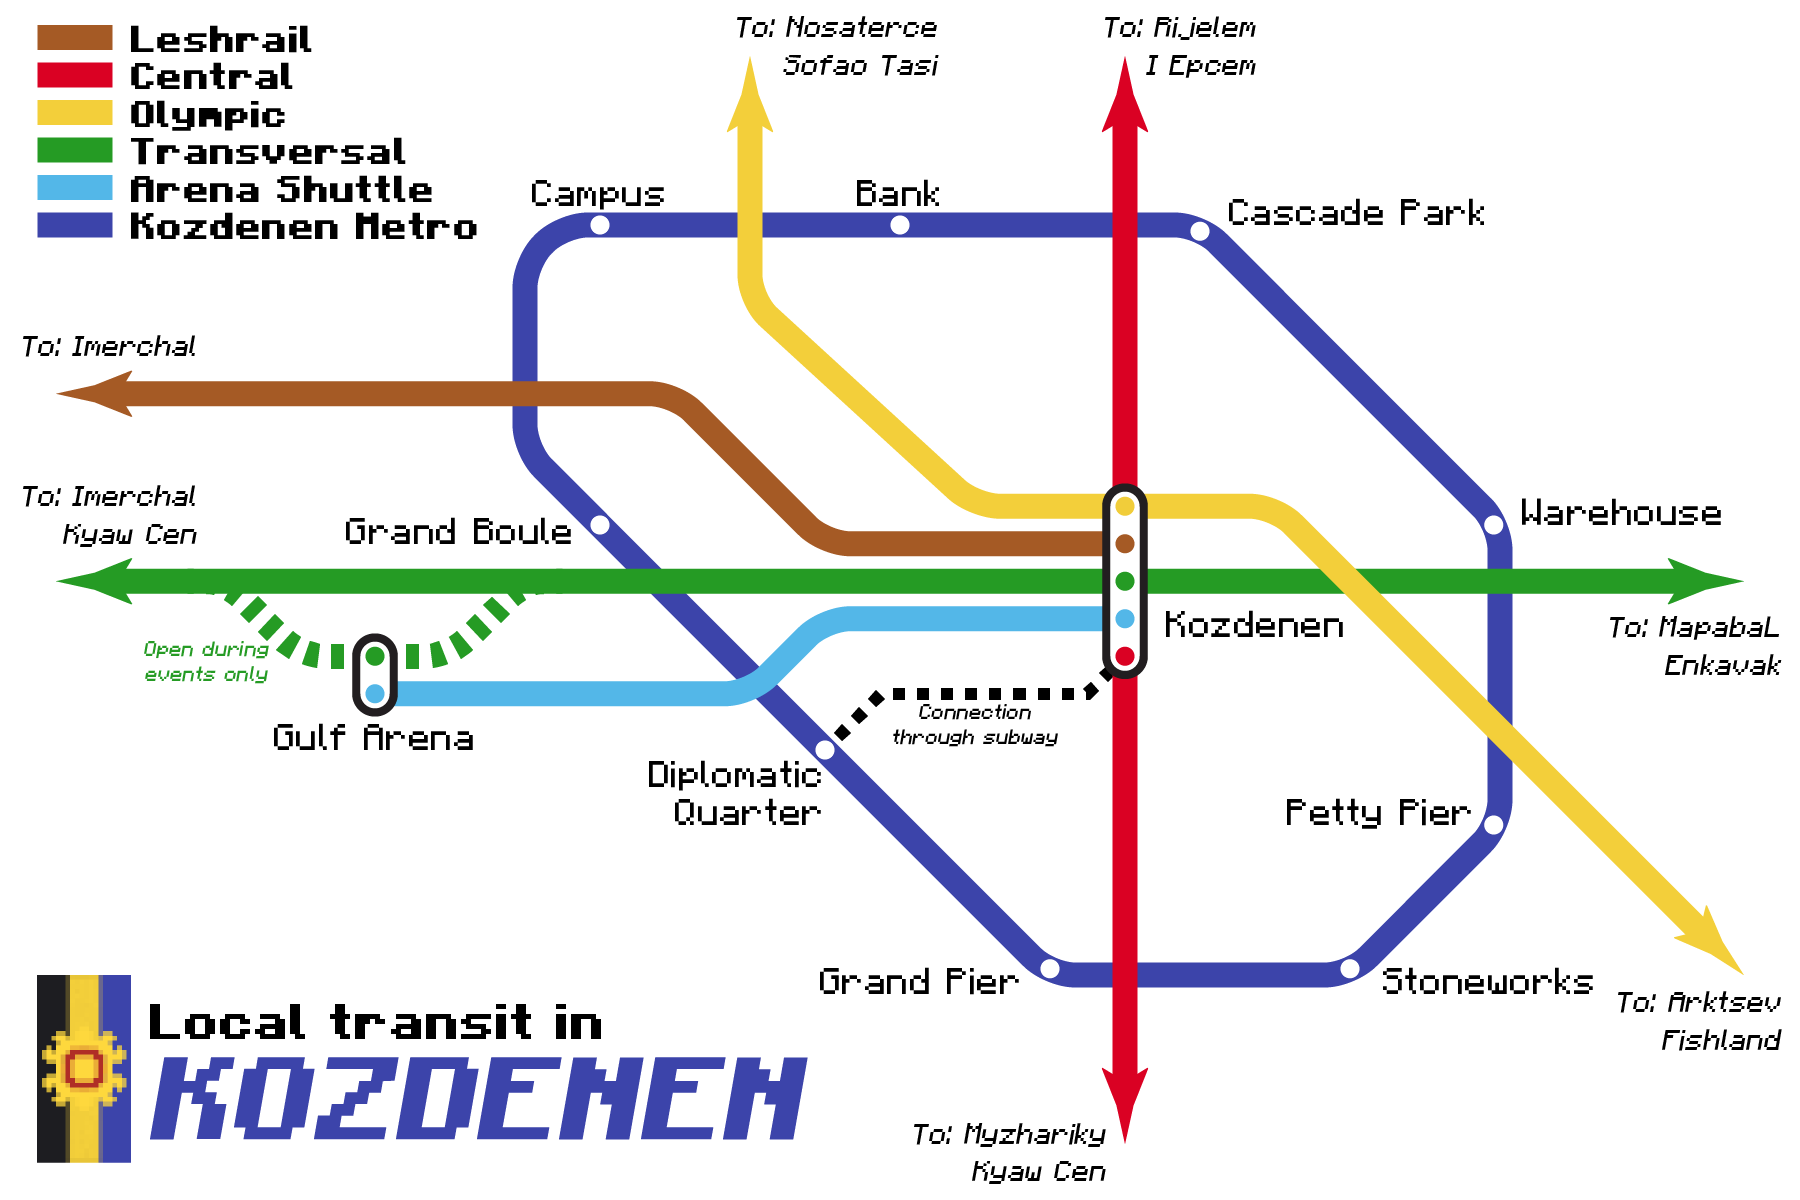 Leshrail
Central
Olympic
Transversal
Arena Shuttle
Kozdenen Metro
To: Nosaterce
Sofao Tasi
To: Rijelem
I Epcem
Campus
Bank
Cascade Park
To: Imerchal
To: Imerchal
Kyaw Cen
Grand Boule
Warehouse
Open during
events only
Gulf Arena
Kozdenen
To: MapabaL
Enkavak
Connection
through subway
Diplomatic
Quarter
Petty Pier
Grand Pier
Stoneworks
To: Arktsev
Fishland
Local transit in
KOZDENEN
To: Myzhariky
Kyaw Cen